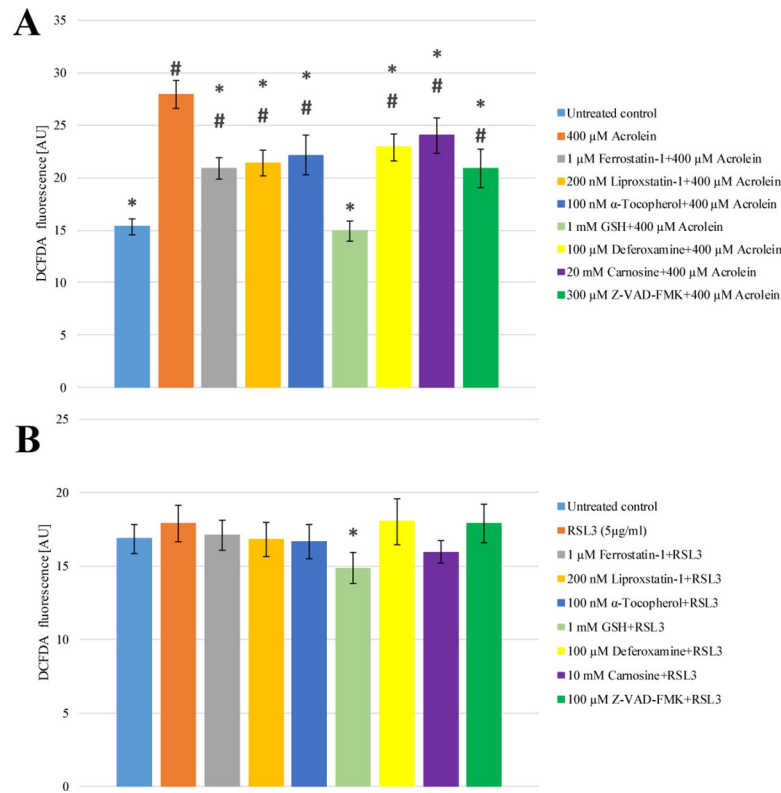 A
35
30
25
20
15
10
5
0
DCFDA fluorescence [AU]
*
#
*
#
*
#
*
#
*
*
#
*
#
*
#
Untreated control
400 µM Acrolein
1 µM Ferrostatin-1+400 µM Acrolein
200 nM Liproxstatin-1+400 µM Acrolein
100 nM α-Tocopherol+400 µM Acrolein
1 mM GSH+400 µM Acrolein
100 µM Deferoxamine+400 µM Acrolein
20 mM Carnosine+400 µM Acrolein
300 µM Z-VAD-FMK+400 µM Acrolein
B
25
20
15
10
5
0
DCFDA fluorescence [AU]
*
Untreated control
RSL3 (5µg/ml)
1 µM Ferrostatin-1+RSL3
200 nM Liproxstatin-1+RSL3
100 nM α-Tocopherol+RSL3
1 mM GSH+RSL3
100 µM Deferoxamine+RSL3
10 mM Carnosine+RSL3
100 µM Z-VAD-FMK+RSL3